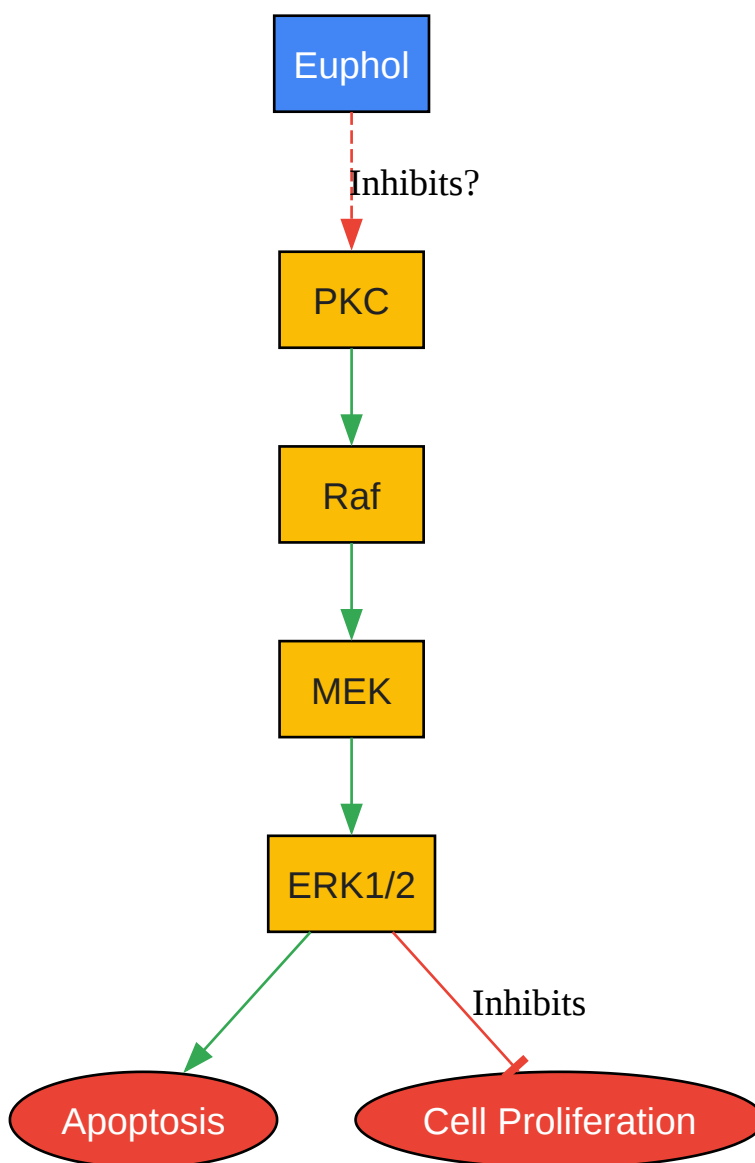 Euphol
Inhibits?
PKC
Raf
MEK
ERK1/2
Inhibits
Apoptosis
Cell Proliferation